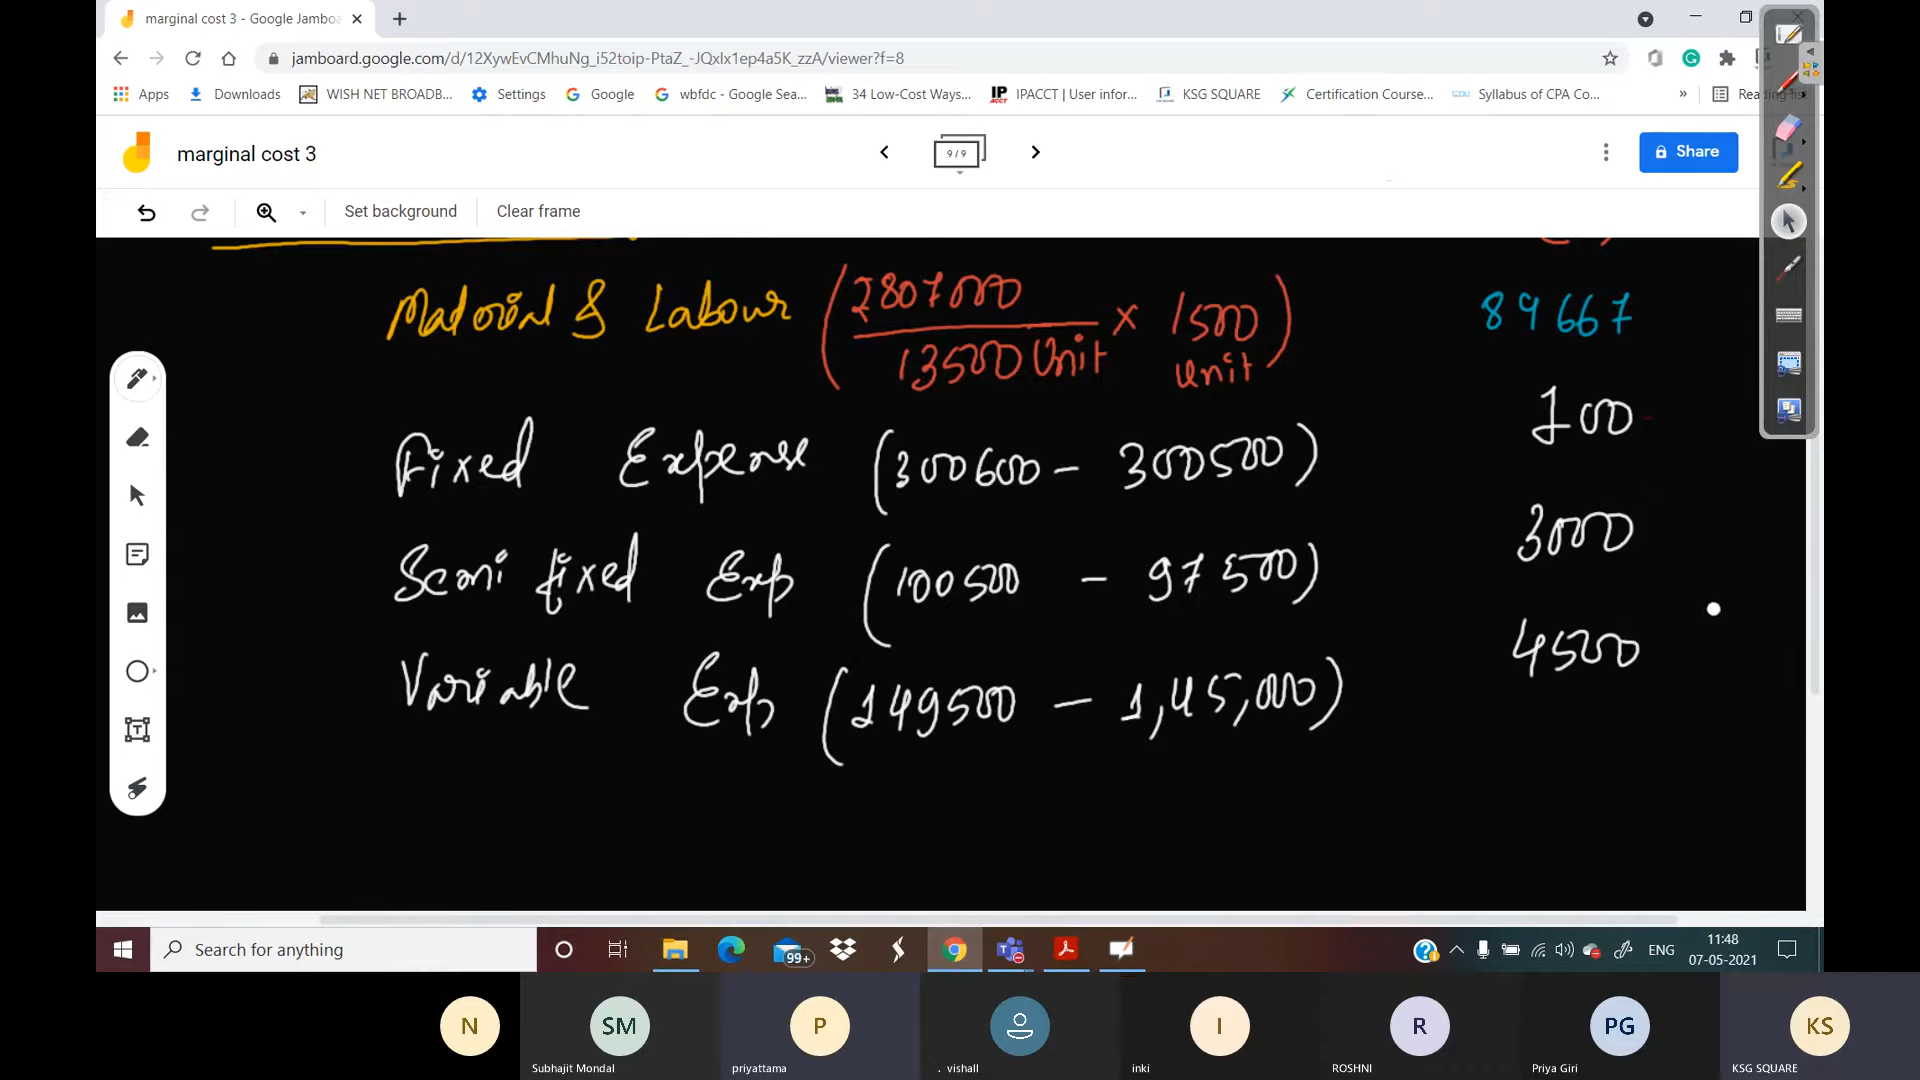 marginal cost 3 - Google Jamboa
jamboard.google.com/d/12XywEvCMhuNg_i52toip-PtaZ_-JQxlx1ep4a5K_zzA/viewer?f=8
Apps Downloads WISH NET BROADB... Settings Google wbfdc - Google Sea... 34 Low-Cost Ways... IPACCT | User infor... KSG SQUARE Certification Course... Syllabus of CPA Co... » Reading list
marginal cost 3 9 / 9 Share
Set background Clear frame
Material & Labour (2807000 / 13500 Unit × 1500 Unit) 89667
Fixed Expense (300600 - 300500) 100
Semi fixed Exp (100500 - 97500) 3000
Variable Exp (149500 - 1,45,000) 4500
Search for anything 99+ ENG 11:48
07-05-2021
N SM P I R PG KS
Subhajit Mondal priyattama . vishall inki ROSHNI Priya Giri KSG SQUARE